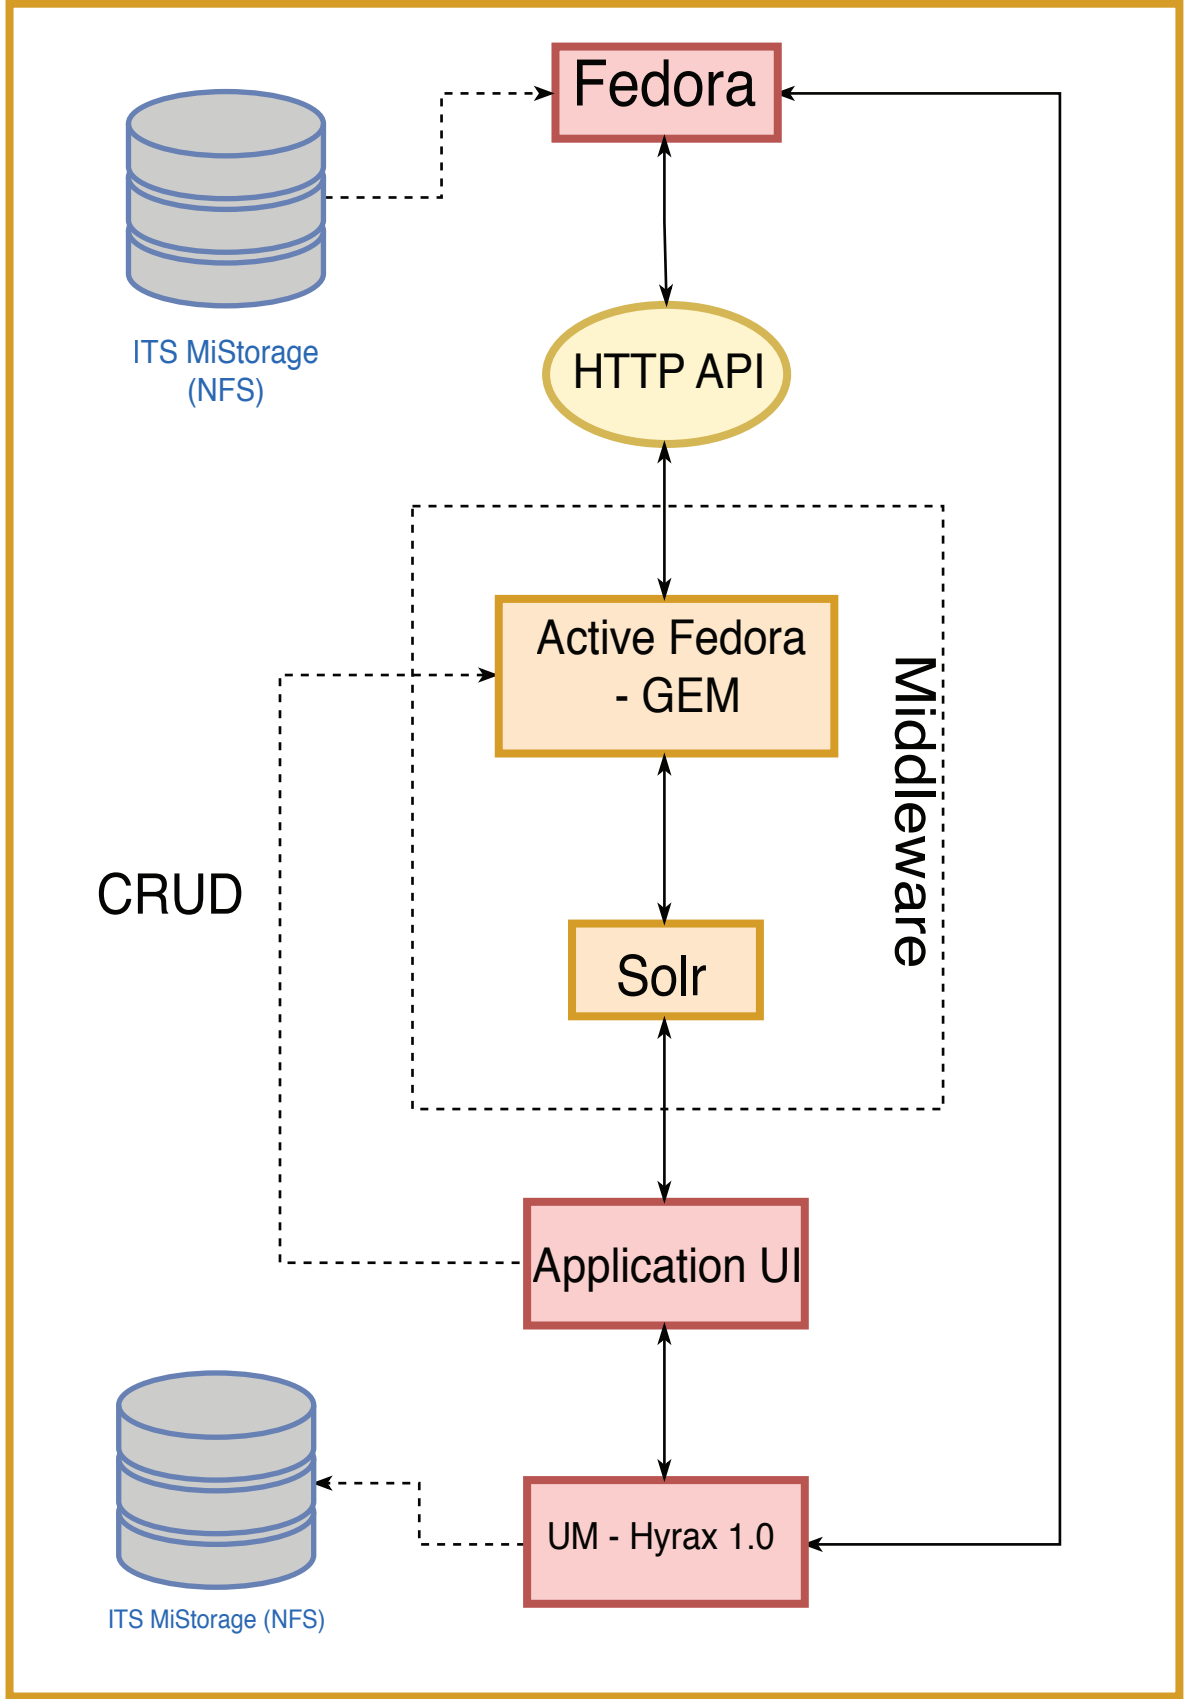 Fedora
ITS MiStorage
(NFS)
HTTP API
Active Fedora
- GEM
Middleware
CRUD
Solr
Application UI
UM - Hyrax 1.0
ITS MiStorage (NFS)